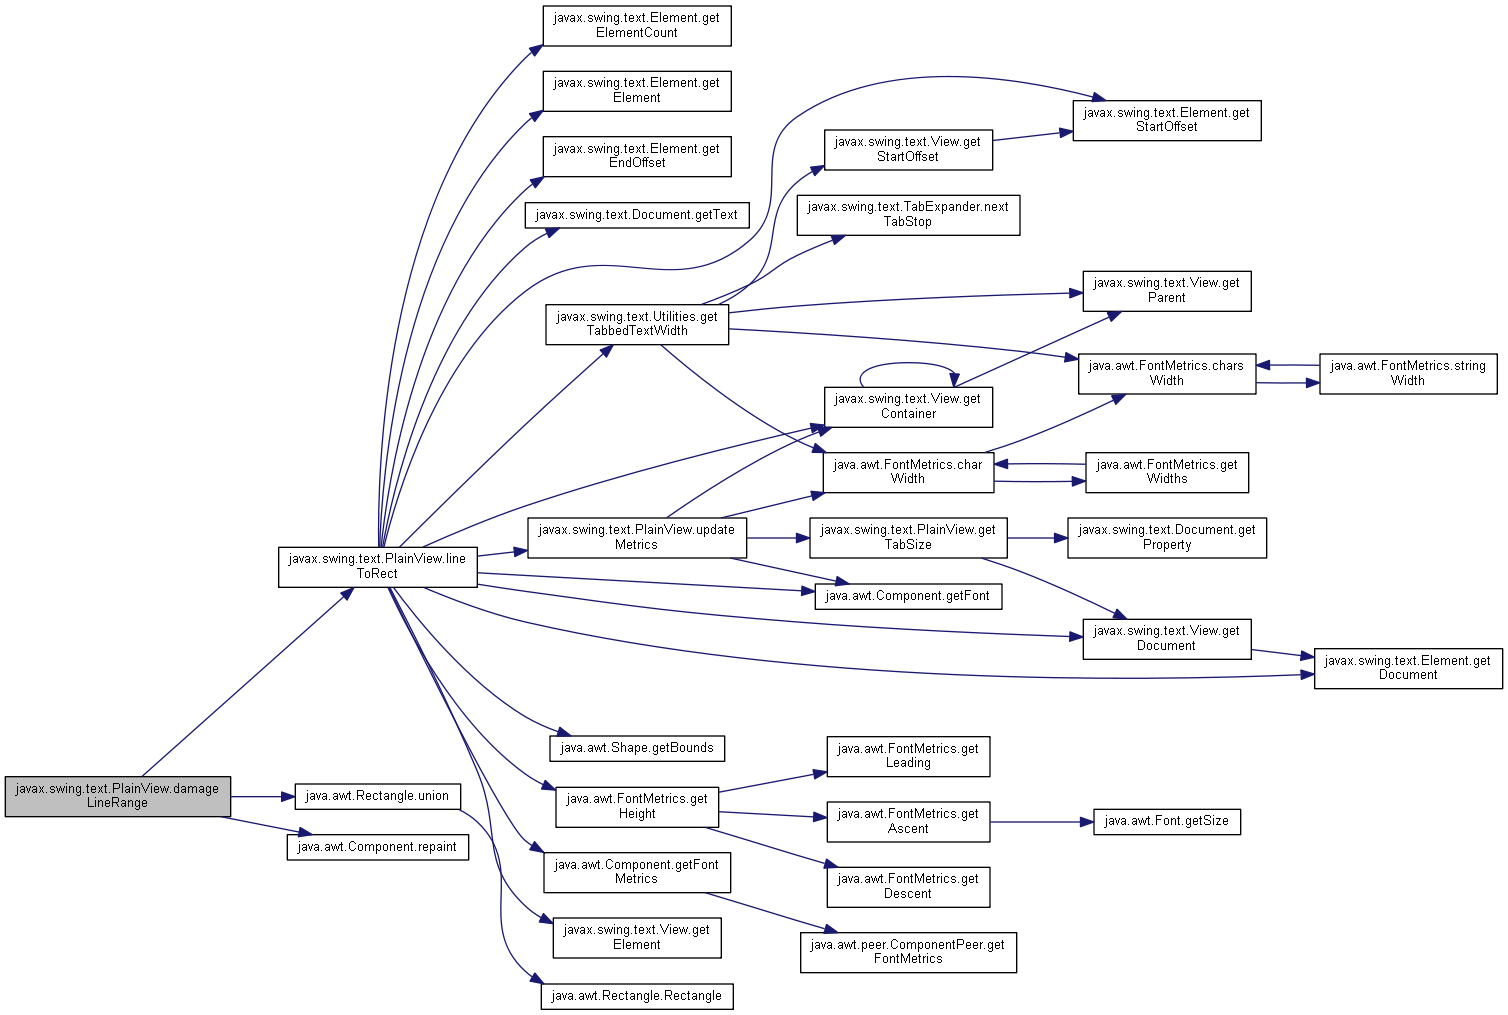 javax.swing.text.Element.get
ElementCount
javax.swing.text.Element.get
Element
javax.swing.text.Element.get
EndOffset
javax.swing.text.Document.getText
javax.swing.text.Element.get
StartOffset
javax.swing.text.View.get
StartOffset
javax.swing.text.TabExpander.next
TabStop
javax.swing.text.Utilities.get
TabbedTextWidth
javax.swing.text.View.get
Parent
java.awt.FontMetrics.chars
Width
java.awt.FontMetrics.string
Width
javax.swing.text.View.get
Container
java.awt.FontMetrics.char
Width
java.awt.FontMetrics.get
Widths
javax.swing.text.PlainView.update
Metrics
javax.swing.text.PlainView.get
TabSize
javax.swing.text.Document.get
Property
javax.swing.text.PlainView.line
ToRect
java.awt.Component.getFont
javax.swing.text.View.get
Document
javax.swing.text.Element.get
Document
java.awt.Shape.getBounds
java.awt.FontMetrics.get
Leading
javax.swing.text.PlainView.damage
LineRange
java.awt.Rectangle.union
java.awt.FontMetrics.get
Height
java.awt.FontMetrics.get
Ascent
java.awt.Font.getSize
java.awt.Component.repaint
java.awt.Component.getFont
Metrics
java.awt.FontMetrics.get
Descent
javax.swing.text.View.get
Element
java.awt.peer.ComponentPeer.get
FontMetrics
java.awt.Rectangle.Rectangle